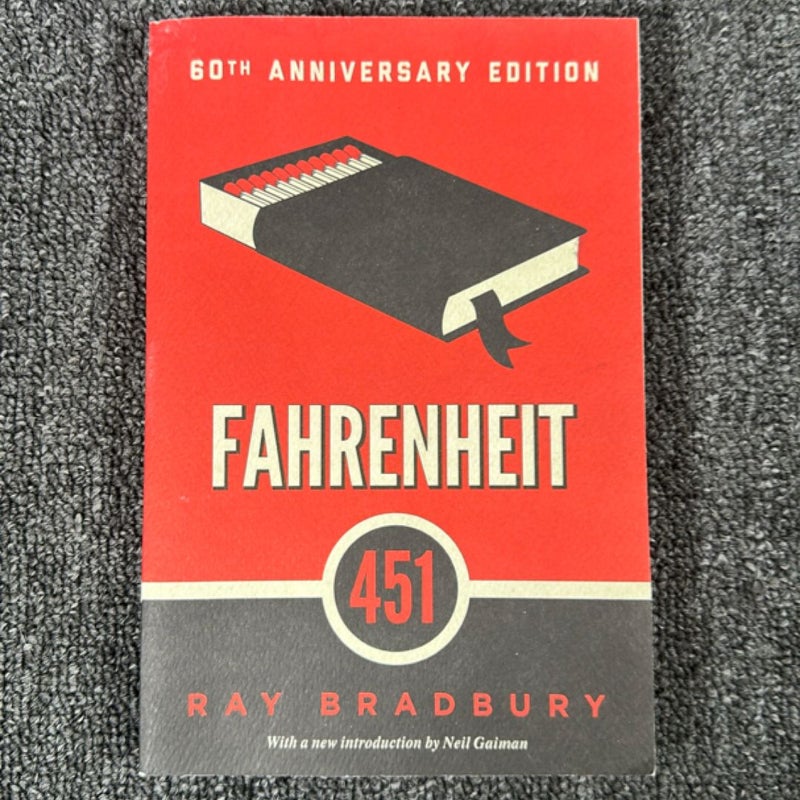 60TH ANNIVERSARY EDITION
FAHRENHEIT
451
RAY BRADBURY
With a new introduction by Neil Gaiman